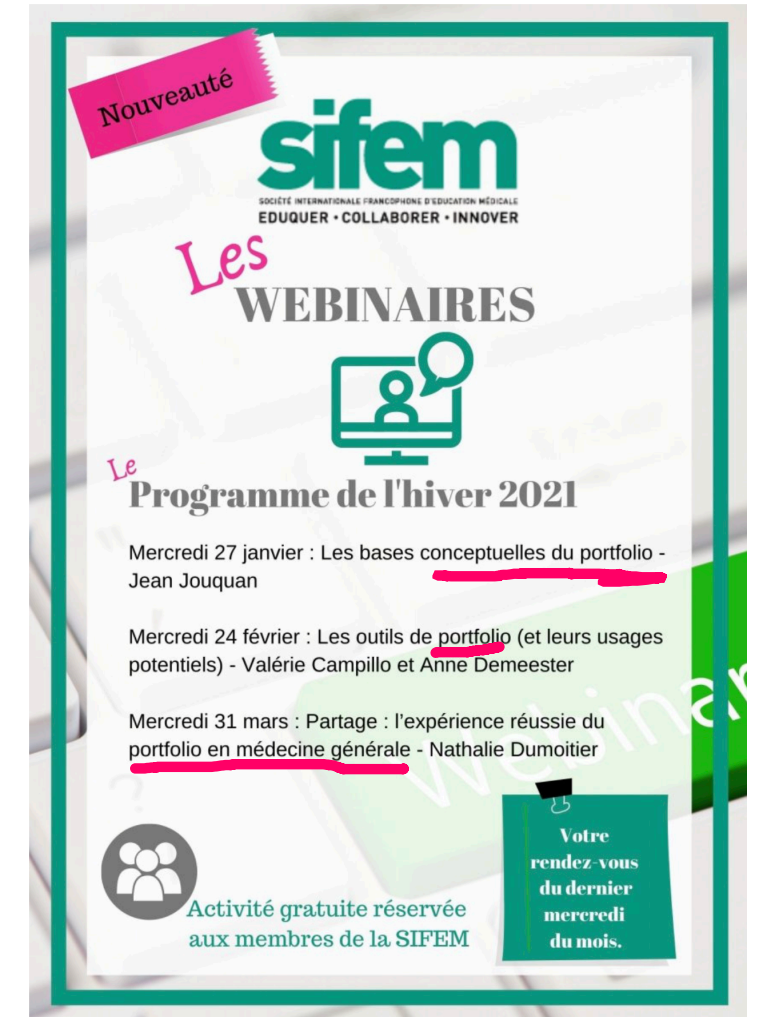 Nouveauté
sifem
SOCIÉTÉ INTERNATIONALE FRANCOPHONE D'EDUCATION MÉDICALE
EDUQUER • COLLABORER • INNOVER
Les
WEBINAIRES
Le
Programme de l'hiver 2021
Mercredi 27 janvier : Les bases conceptuelles du portfolio -
Jean Jouquan
Mercredi 24 février : Les outils de portfolio (et leurs usages
potentiels) - Valérie Campillo et Anne Demeester
Mercredi 31 mars : Partage : l’expérience réussie du
portfolio en médecine générale - Nathalie Dumoitier
Webinar
Votre
rendez-vous
du dernier
mercredi
du mois.
Activité gratuite réservée
aux membres de la SIFEM